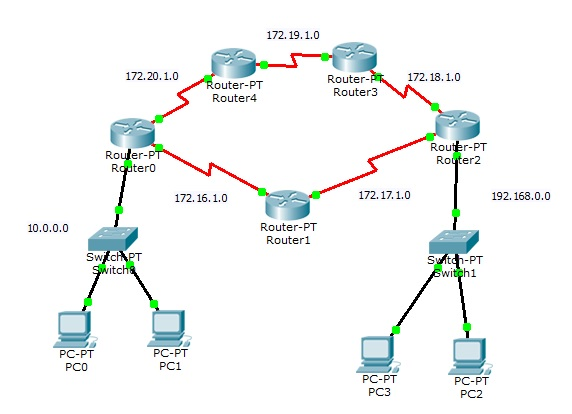 172.19.1.0
Router-PT
Router3
172.20.1.0
Router-PT
Router4
172.18.1.0
Router-PT
Router0
Router-PT
Router2
172.16.1.0
172.17.1.0
192.168.0.0
Router-PT
Router1
10.0.0.0
Switch-PT
Switch0
Switch-PT
Switch1
PC-PT
PC0
PC-PT
PC1
PC-PT
PC3
PC-PT
PC2